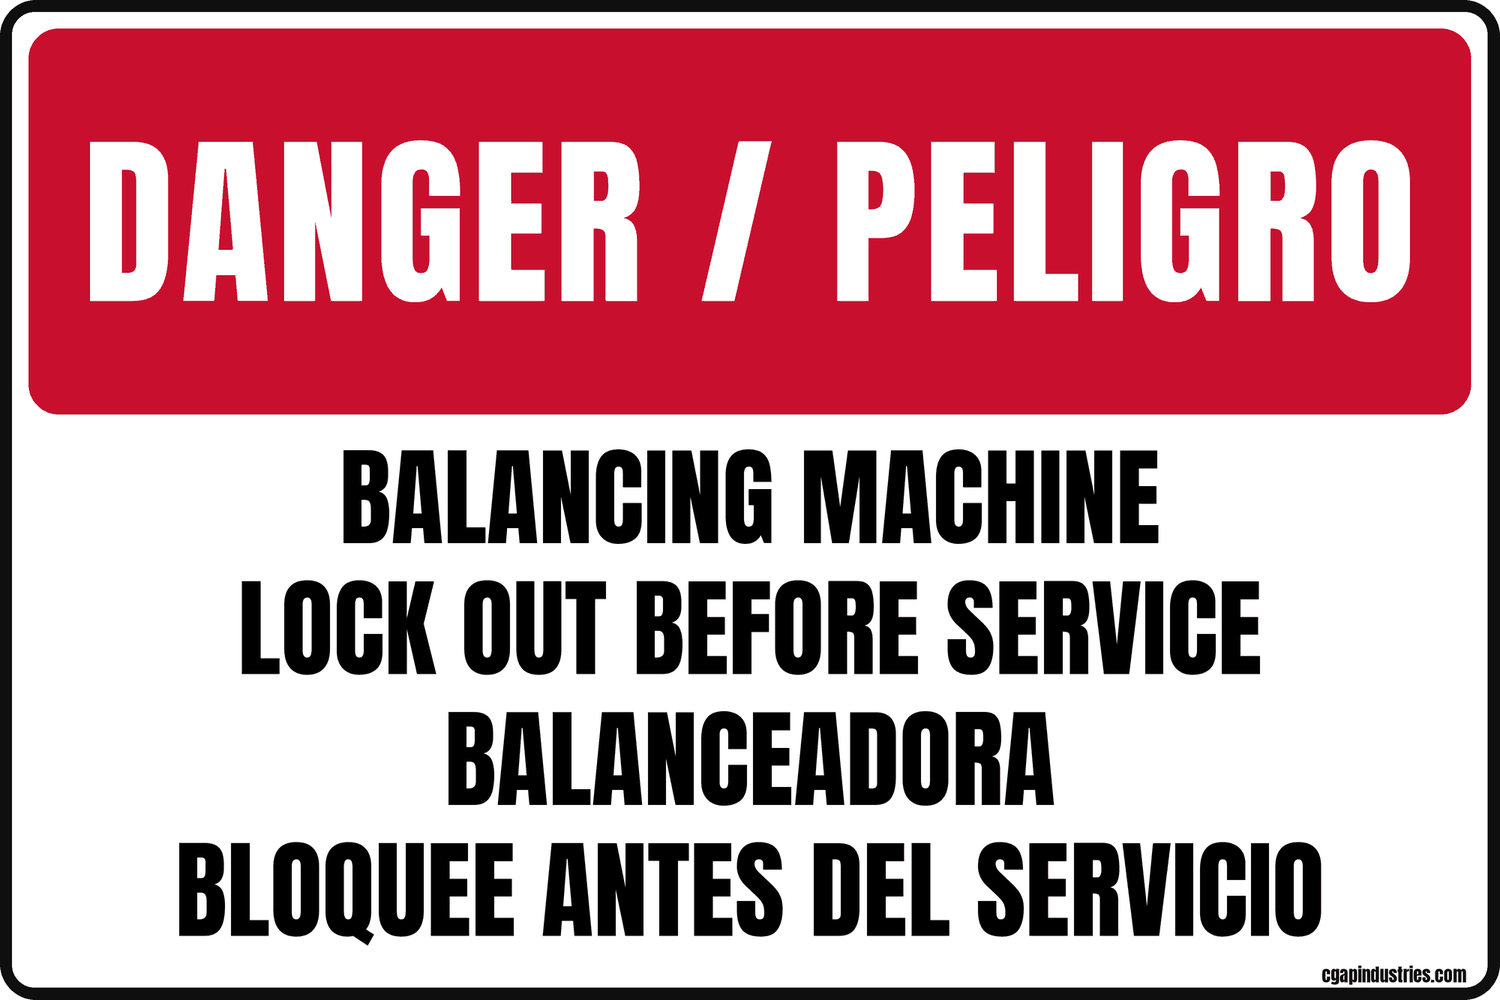 DANGER / PELIGRO
BALANCING MACHINE
LOCK OUT BEFORE SERVICE
BALANCEADORA
BLOQUEE ANTES DEL SERVICIO
cgapindustries.com